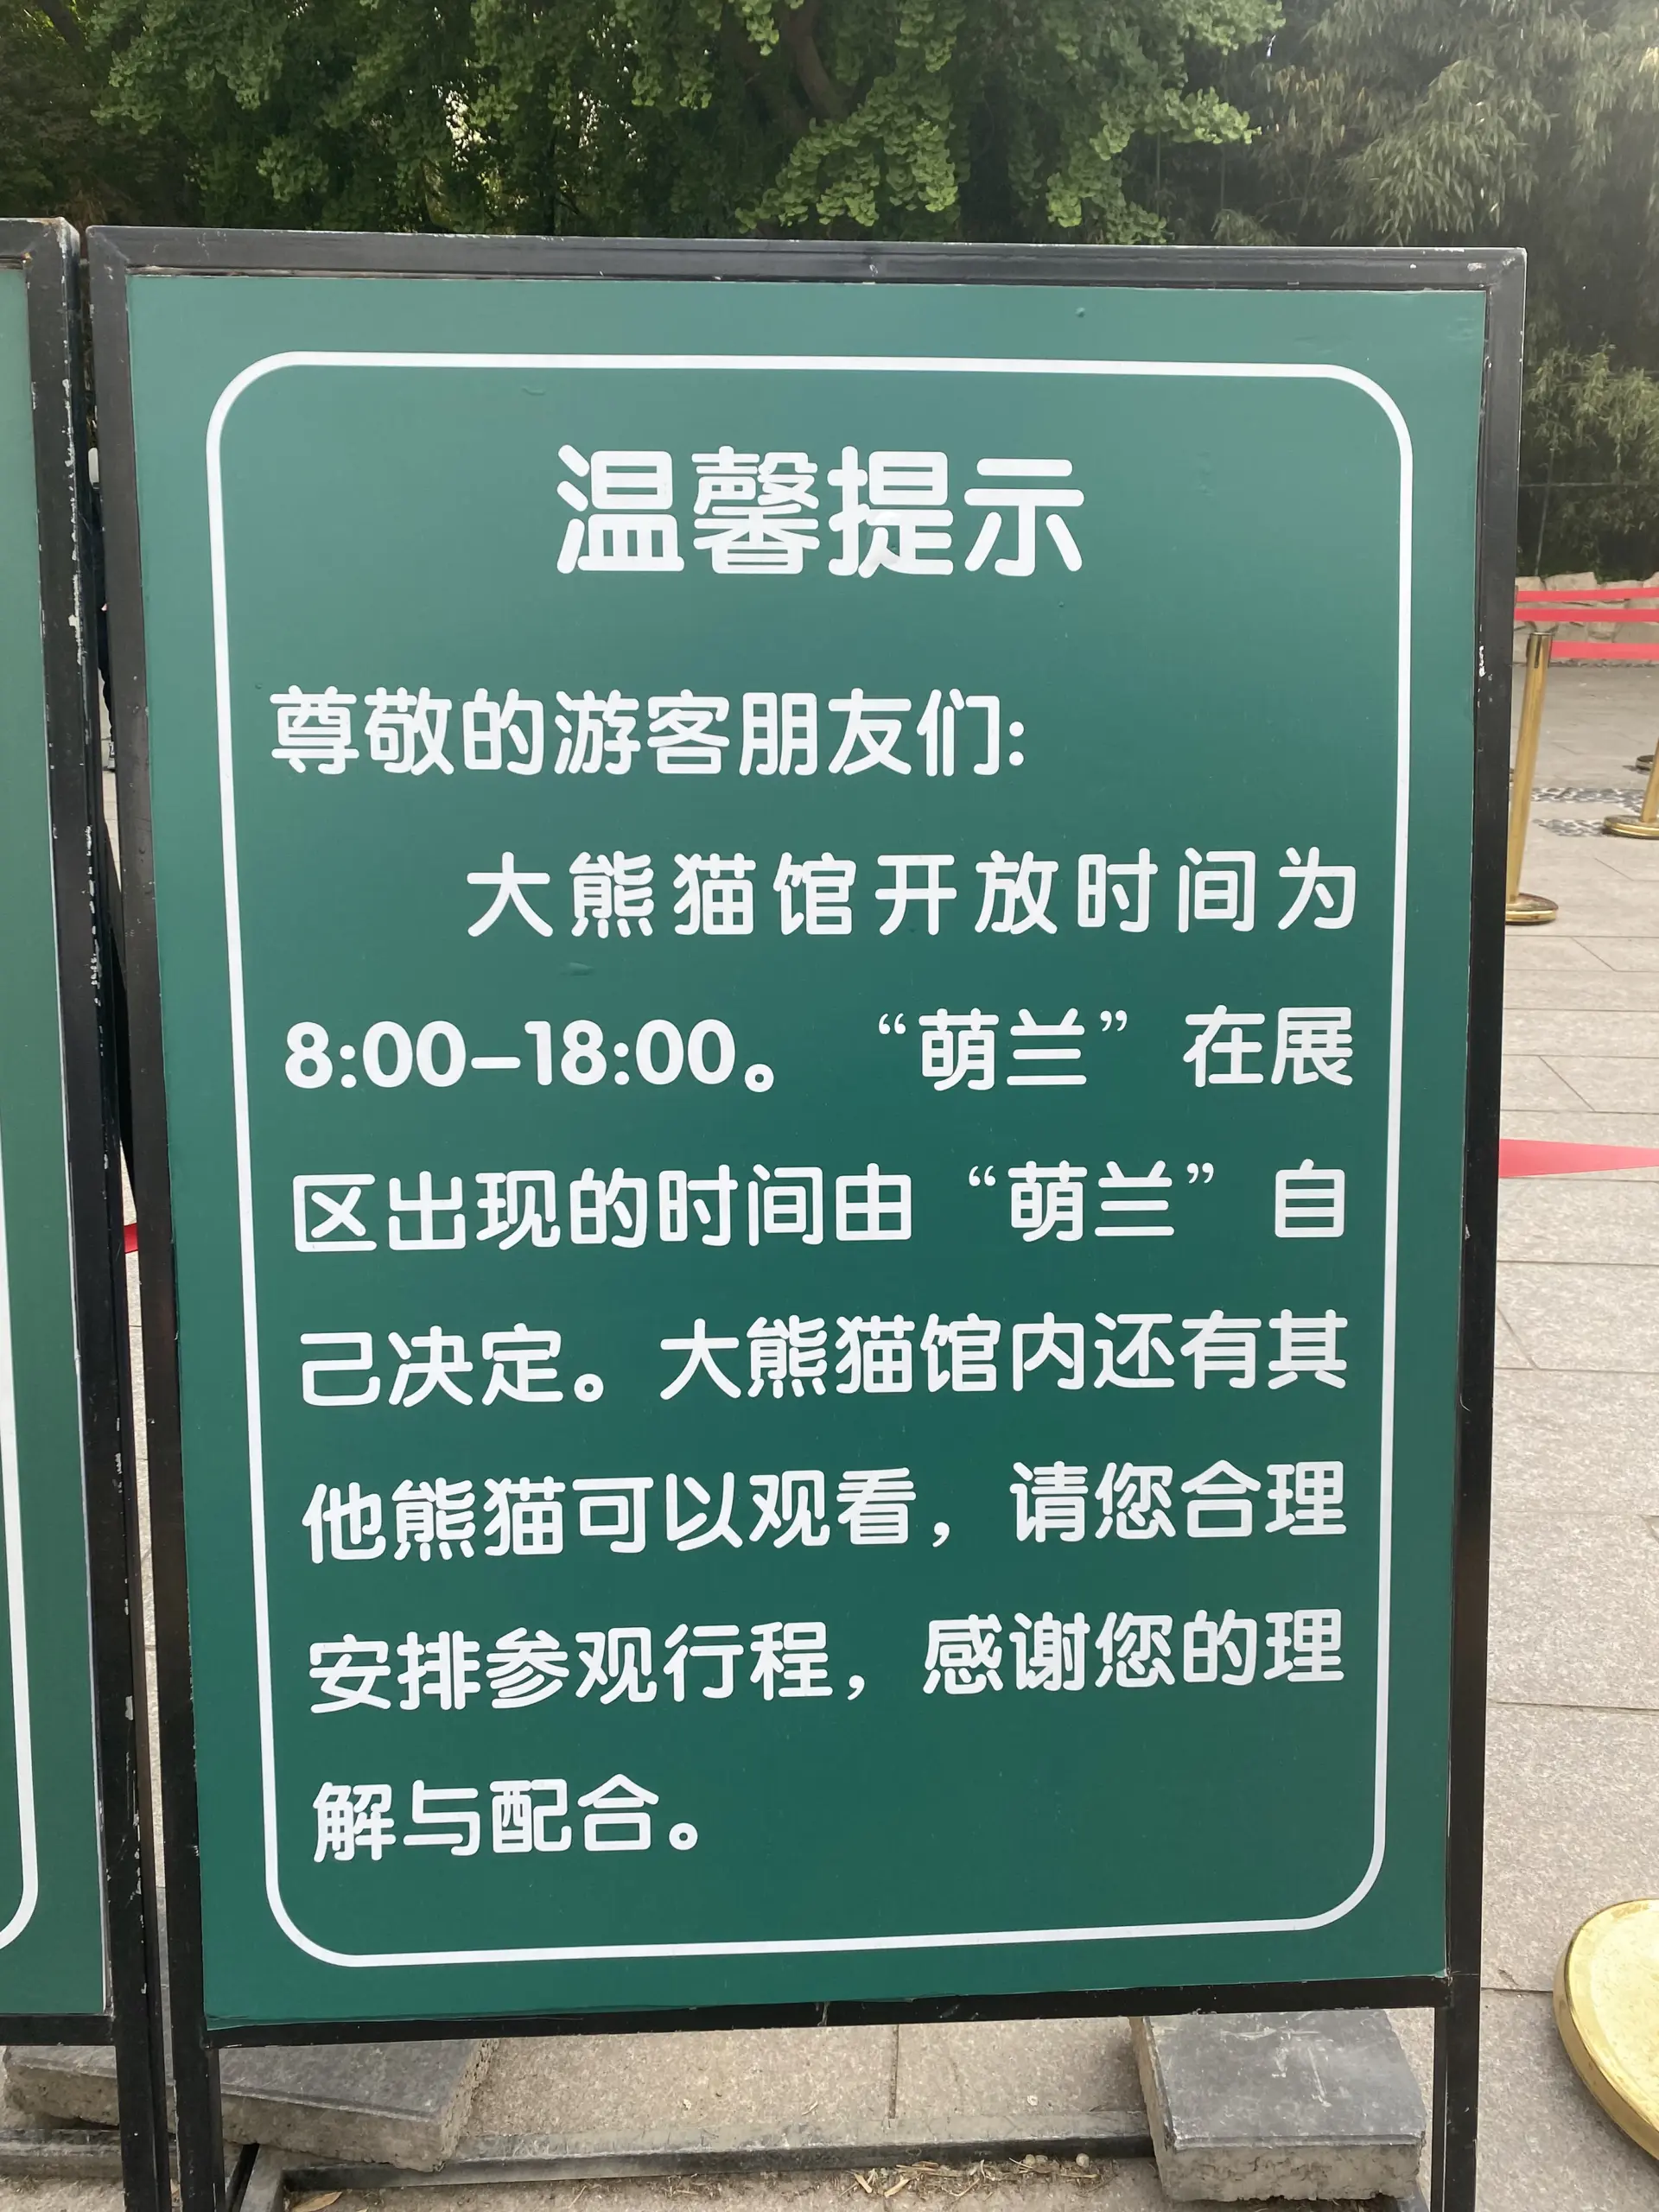 温馨提示
尊敬的游客朋友们:
大熊猫馆开放时间为
8:00-18:00。 “萌兰” 在展
区出现的时间由 “萌兰” 自
己决定。大熊猫馆内还有其
他熊猫可以观看，请您合理
安排参观行程，感谢您的理
解与配合。